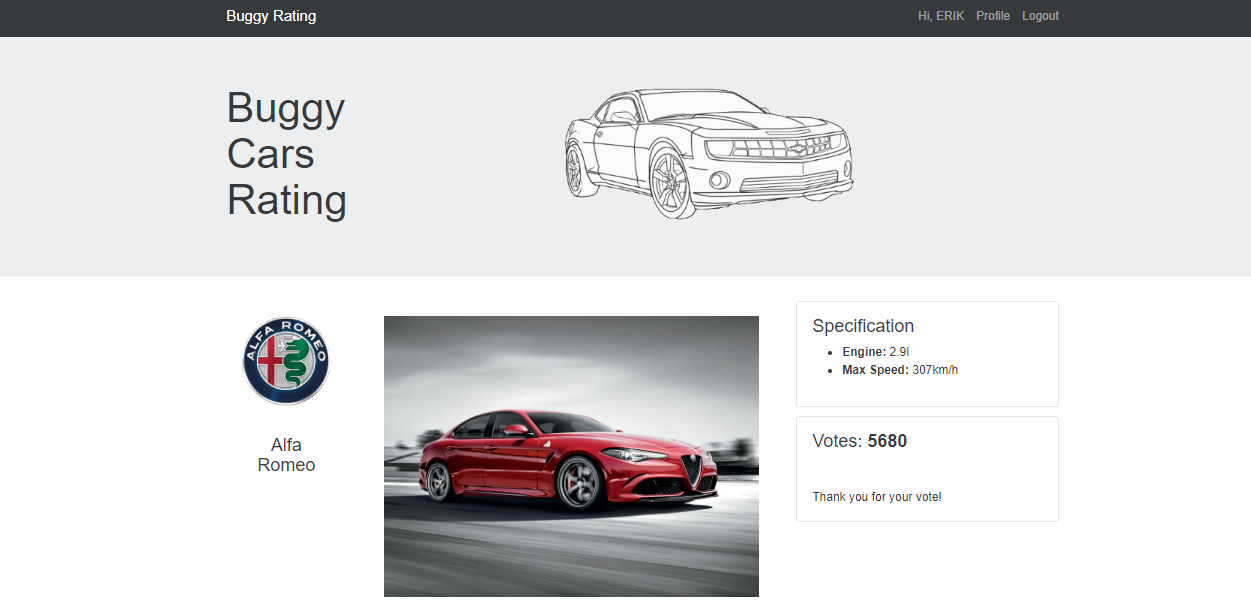 Buggy Rating
Hi, ERIK Profile Logout
Buggy
Cars
Rating
ALFA ROMEO
Alfa
Romeo
Specification
Engine: 2.9l
Max Speed: 307km/h
Votes: 5680
Thank you for your vote!